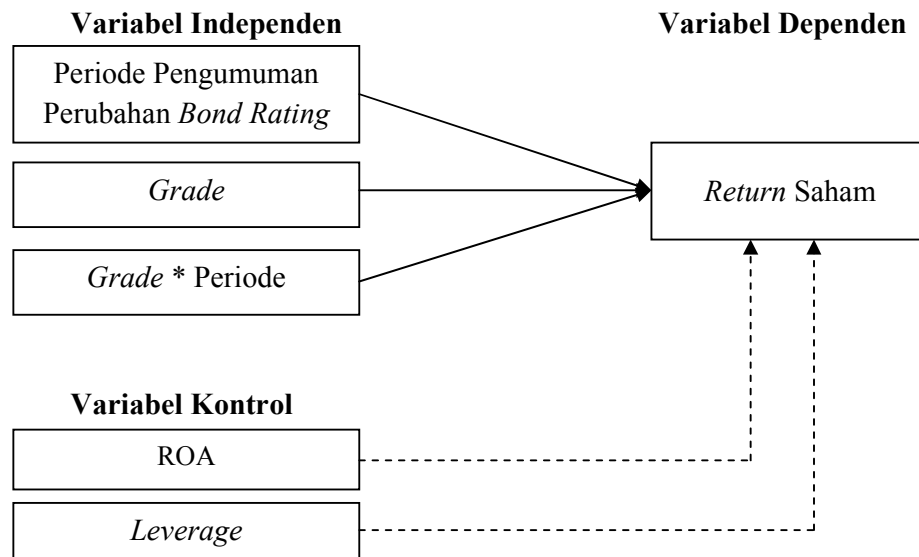 Variabel Independen
Variabel Dependen
Periode Pengumuman
Perubahan Bond Rating
Grade
Return Saham
Grade * Periode
Variabel Kontrol
ROA
Leverage